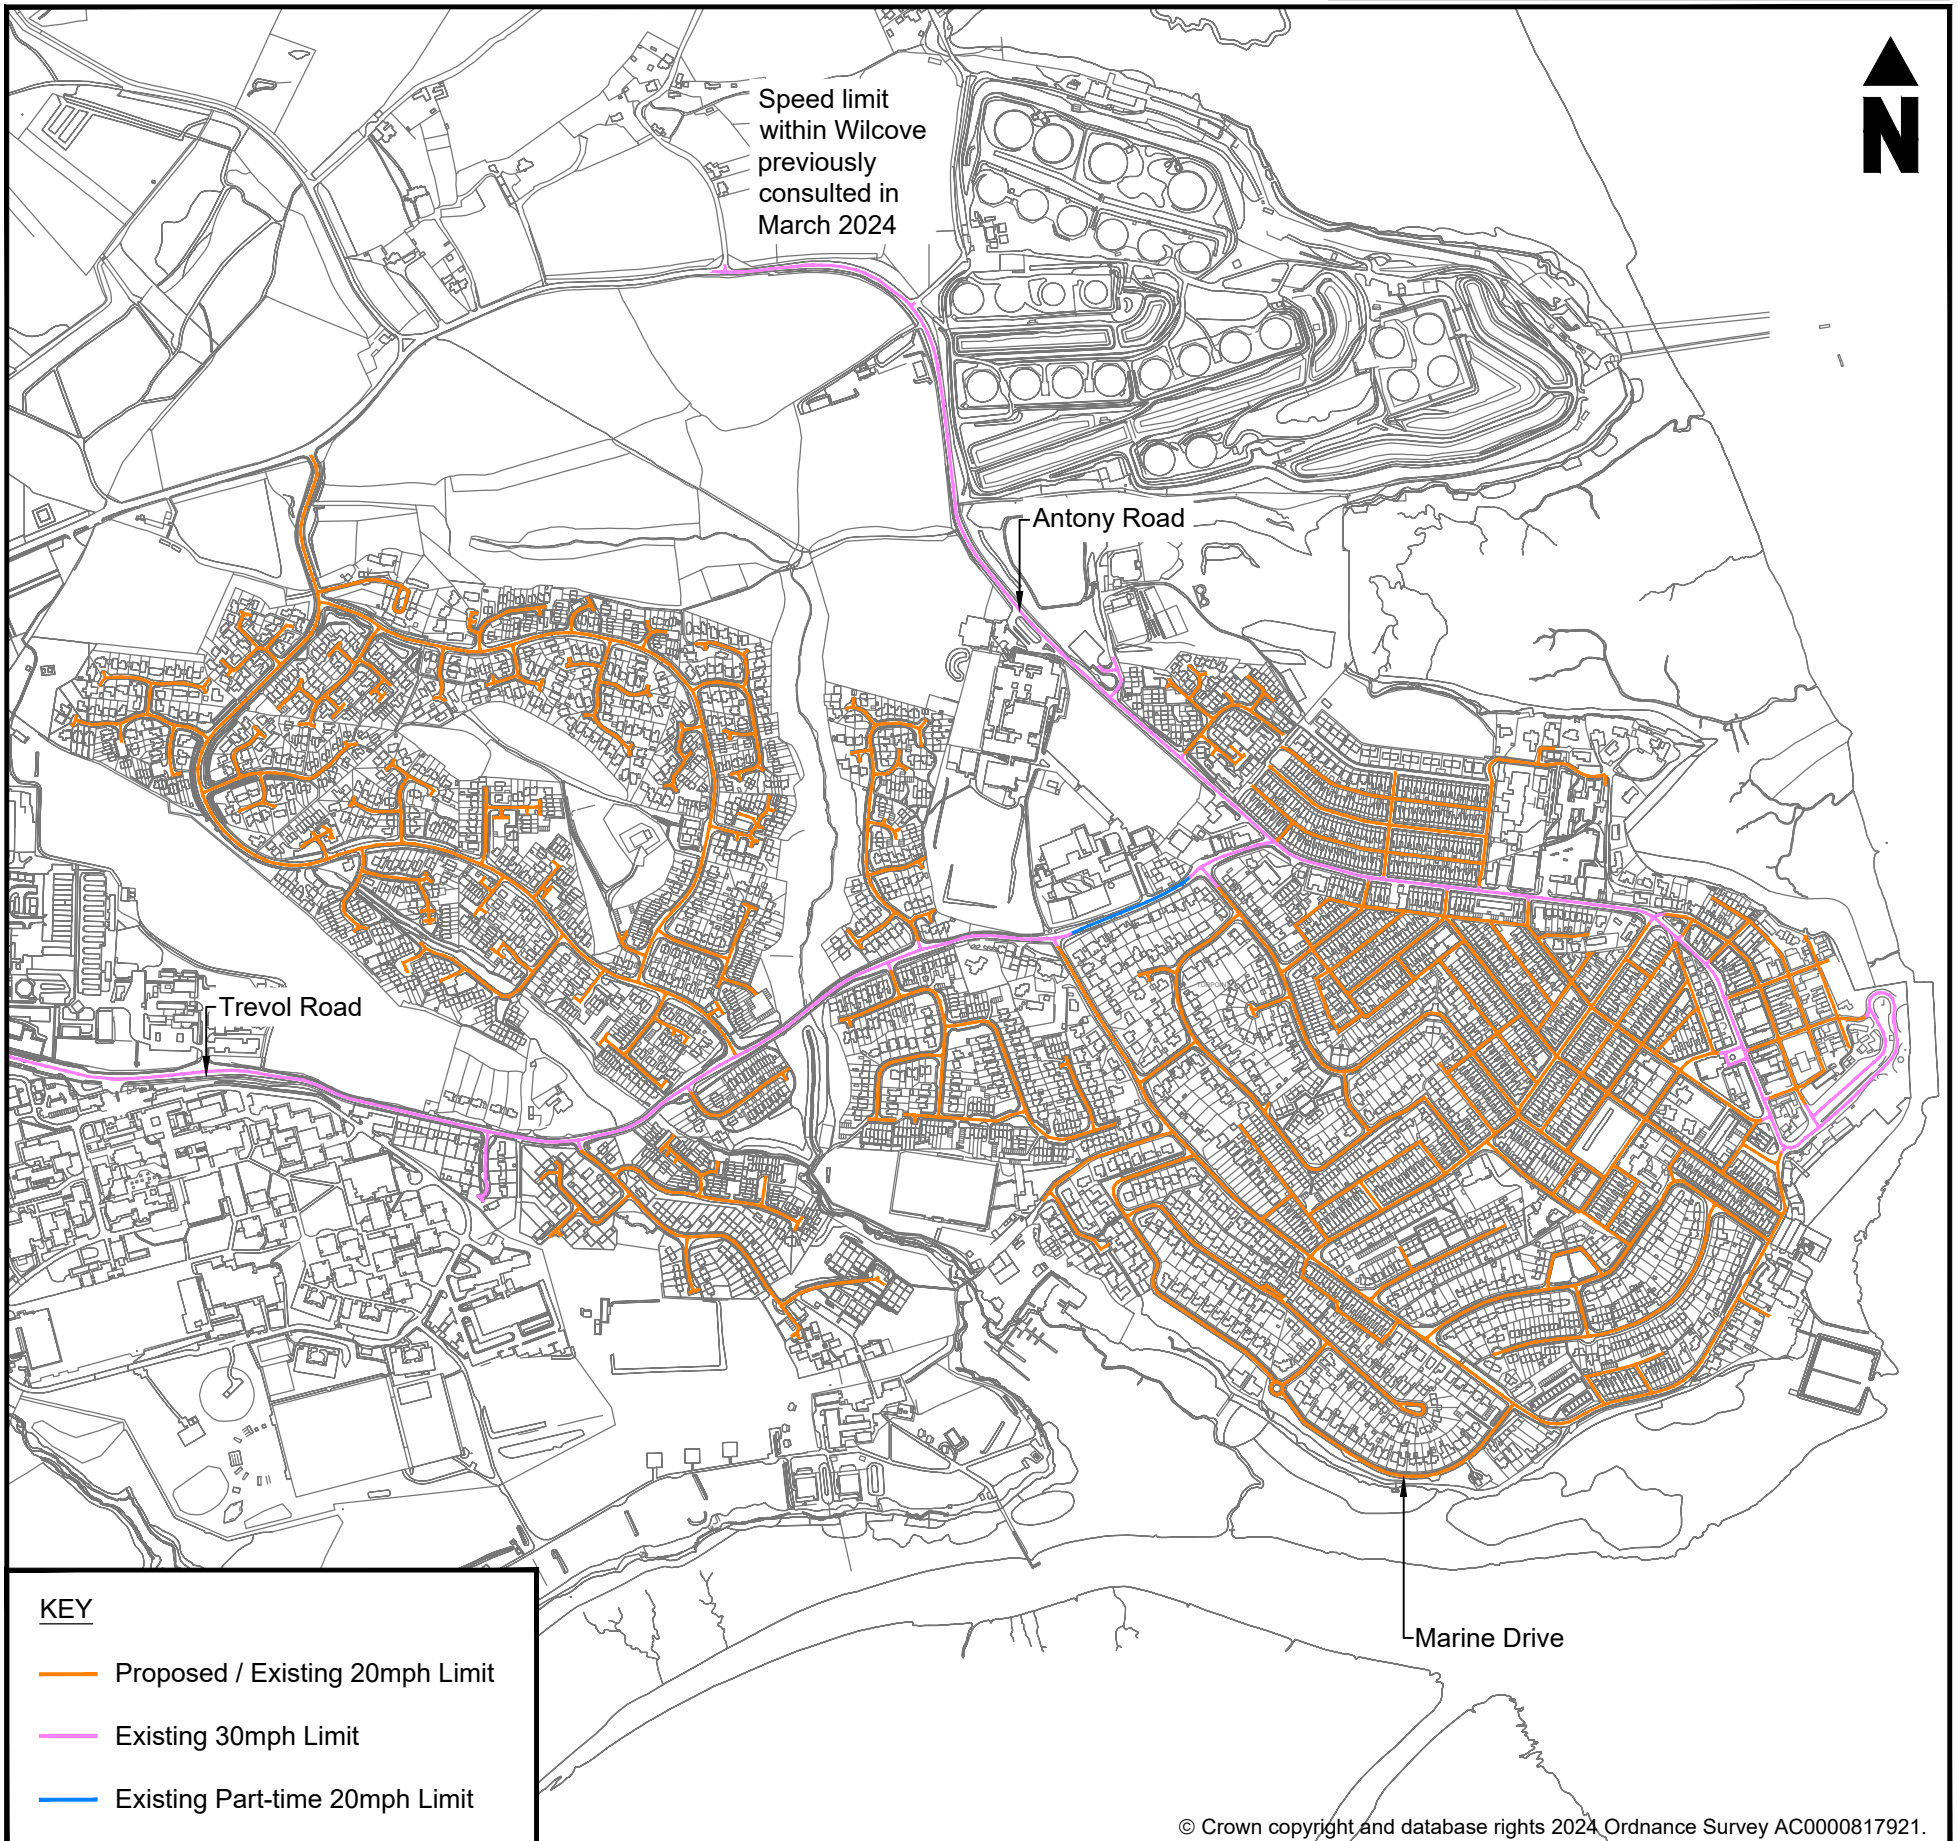 Speed limit
within Wilcove
previously
consulted in
March 2024
N
Antony Road
Trevol Road
Marine Drive
KEY
Proposed / Existing 20mph Limit
Existing 30mph Limit
Existing Part-time 20mph Limit
© Crown copyright and database rights 2024 Ordnance Survey AC0000817921.